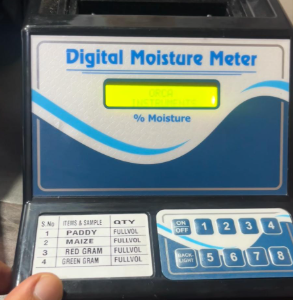 Digital Moisture Meter
INSTRUMENTS
% Moisture
S.No ITEMS & SAMPLE QTY
1 PADDY FULLVOL
2 MAIZE FULLVOL
3 RED GRAM FULLVOL
4 GREEN GRAM FULLVOL
ON OFF 1 2 3 4
BACK LIGHT 5 6 7 8